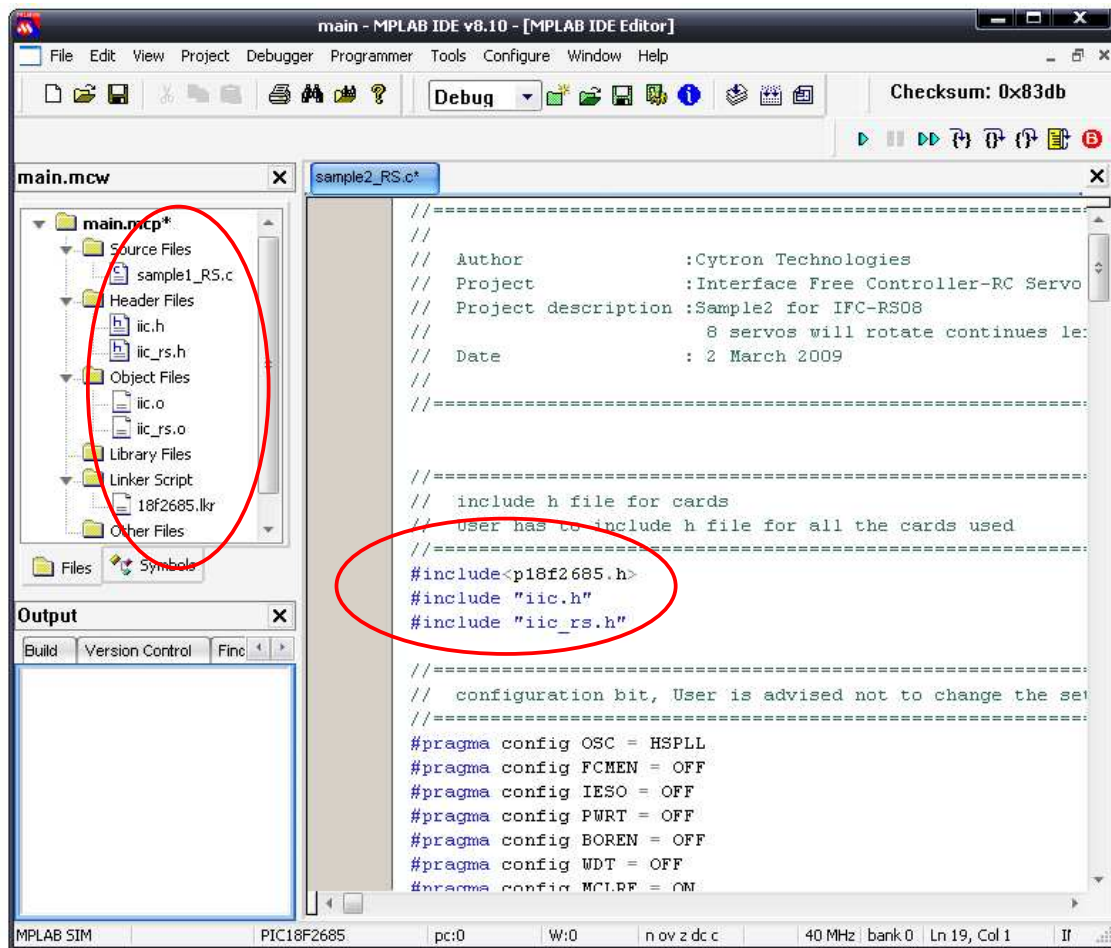 main - MPLAB IDE v8.10 - [MPLAB IDE Editor]
File Edit View Project Debugger Programmer Tools Configure Window Help
Debug
Checksum: 0x83db
main.mcw
main.mcp*
Source Files
sample1_RS.c
Header Files
iic.h
iic_rs.h
Object Files
iic.o
iic_rs.o
Library Files
Linker Script
18f2685.lkr
Other Files
Files Symbols
Output
Build Version Control Find
sample2_RS.c*
//==========================================================
//
// Author :Cytron Technologies
// Project :Interface Free Controller-RC Servo
// Project description :Sample2 for IFC-RS08
// 8 servos will rotate continues le
// Date : 2 March 2009
//
//==========================================================
//==========================================================
// include h file for cards
// User has to include h file for all the cards used
//==========================================================
#include<p18f2685.h>
#include "iic.h"
#include "iic_rs.h"
//==========================================================
// configuration bit, User is advised not to change the se
//==========================================================
#pragma config OSC = HSPLL
#pragma config FCMEN = OFF
#pragma config IESO = OFF
#pragma config PWRT = OFF
#pragma config BOREN = OFF
#pragma config WDT = OFF
#pragma config MCLRE = ON
MPLAB SIM PIC18F2685 pc:0 W:0 n ov z dc c 40 MHz bank 0 Ln 19, Col 1